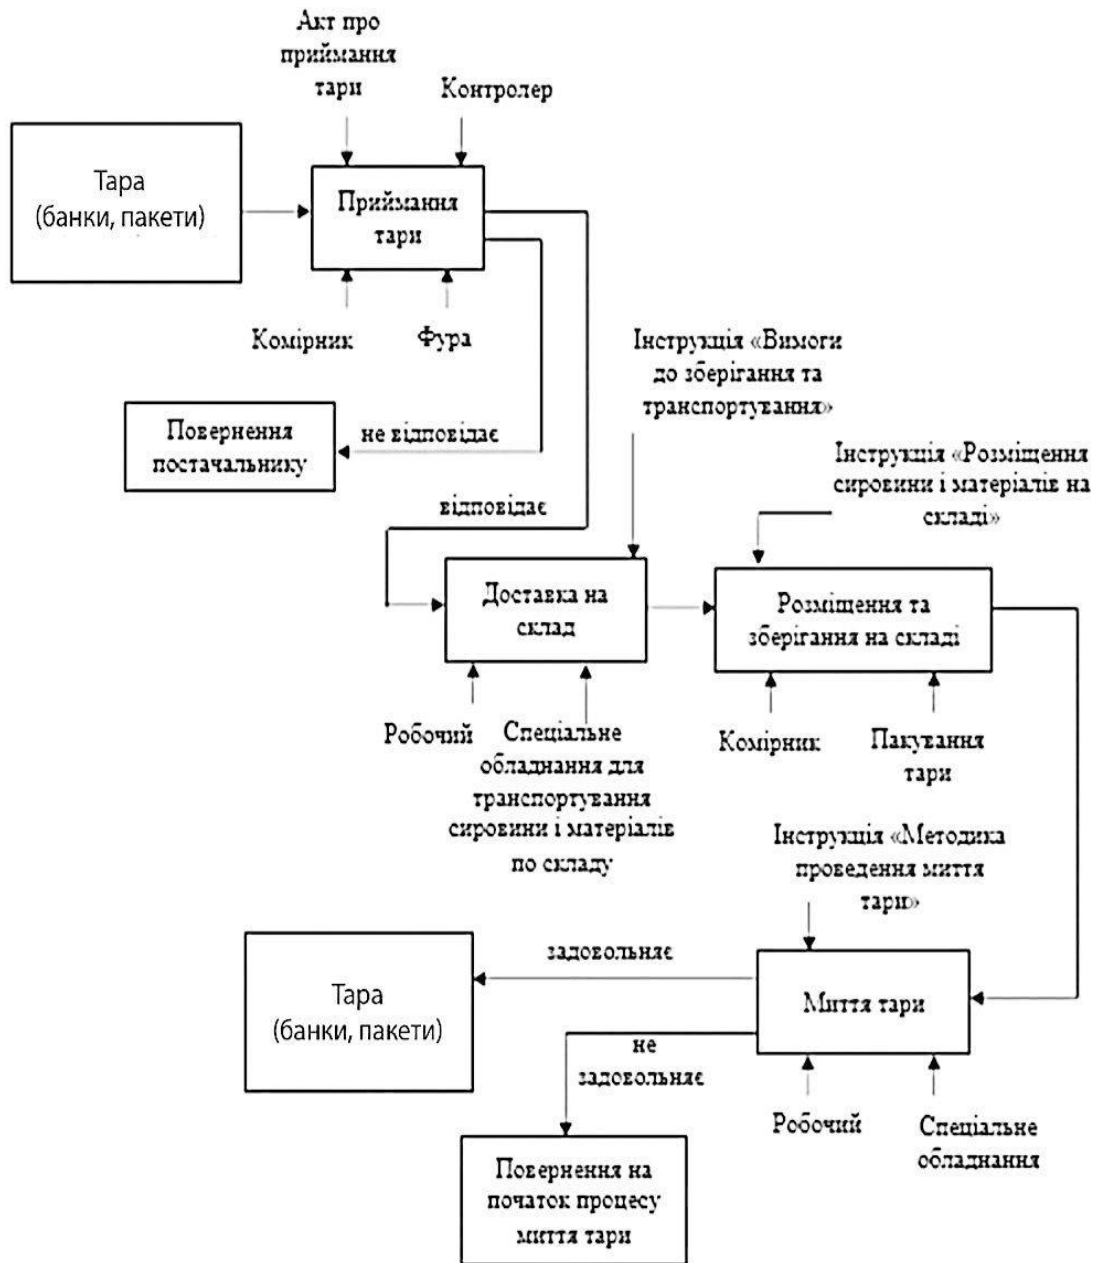 Акт про
приймання
тари
Контролер
Тара
(банки, пакети)
Приймання
тари
Комірник
Фура
Інструкція «Вимоги
до зберігання та
транспортування»
Повернення
постачальнику
не відповідає
Інструкція «Розміщення
сировини і матеріалів на
складі»
відповідає
Доставка на
склад
Розміщення та
зберігання на складі
Робочий
Спеціальне
обладнання для
транспортування
сировини і матеріалів
по складу
Комірник
Пакування
тари
Інструкція «Методика
проведення миття
тари»
задовольняє
Тара
(банки, пакети)
Миття тари
не
задовольняє
Робочий
Спеціальне
обладнання
Повернення на
початок процесу
миття тари